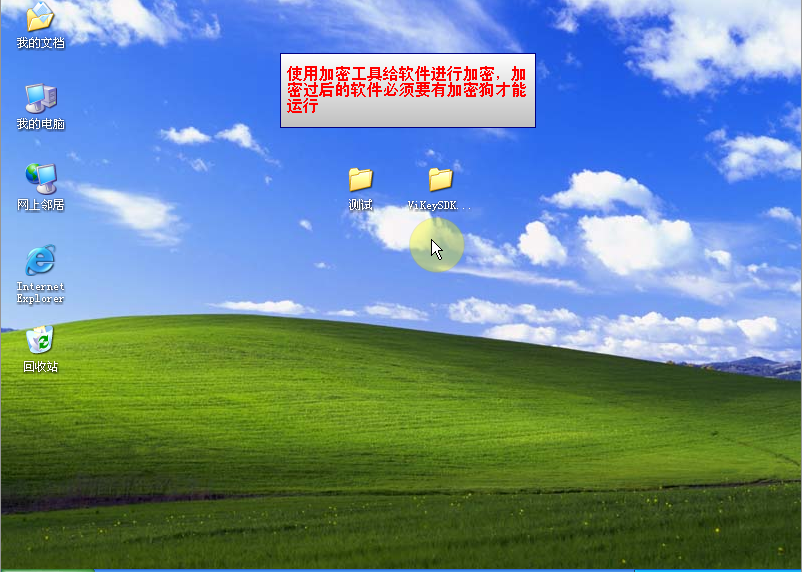 我的文档
使用加密工具给软件进行加密，加
密过后的软件必须要有加密狗才能
运行
我的电脑
网上邻居
测试
ViKeySDK...
Internet
Explorer
回收站